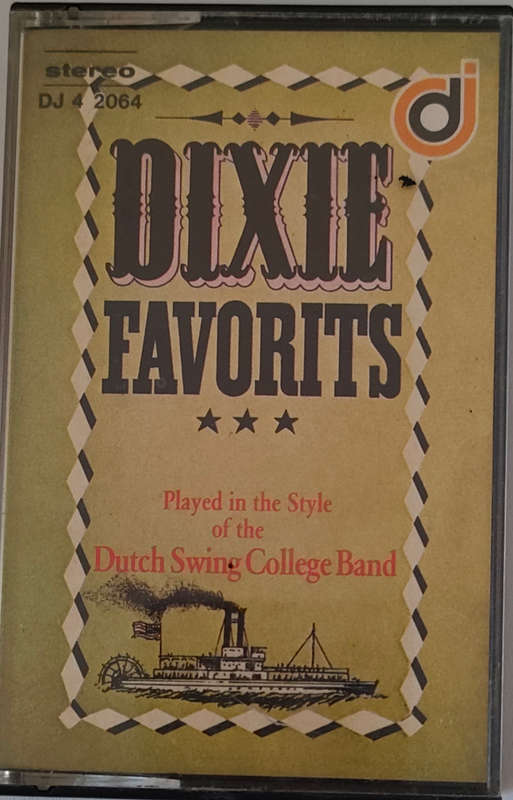 stereo
DJ 4 2064
dj
DIXIE
FAVORITS
★★★
Played in the Style
of the
Dutch Swing College Band